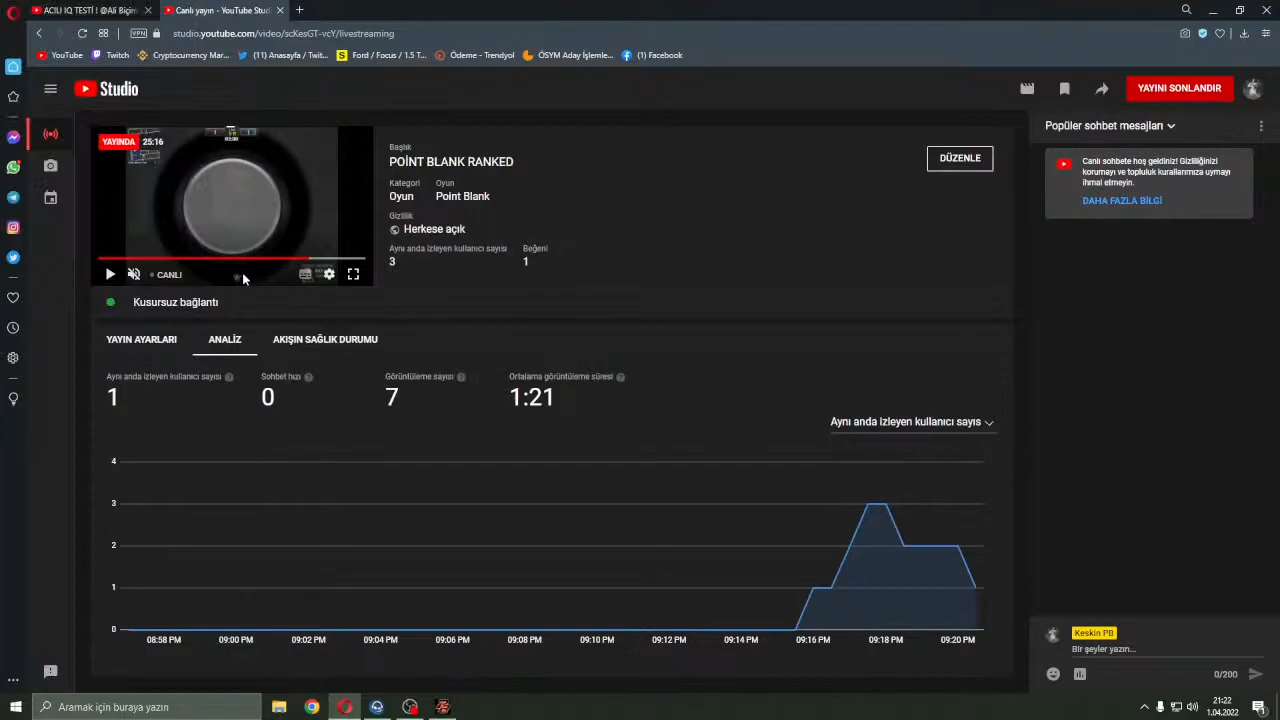 ACILI IQ TESTİ ! @Ali Biçim
Canlı yayın - YouTube Stud
VPN
studio.youtube.com/video/scKesGT-vcY/livestreaming
YouTube
Twitch
Cryptocurrency Mar...
(11) Anasayfa / Twit...
Ford / Focus / 1.5 T...
Ödeme - Trendyol
ÖSYM Aday İşlemle...
(3) Facebook
Studio
YAYINI SONLANDIR
YAYINDA 25:16
CANLI
Başlık
POİNT BLANK RANKED
Kategori Oyun
Oyun Point Blank
Gizlilik
Herkese açık
Aynı anda izleyen kullanıcı sayısı Beğeni
3 1
DÜZENLE
Popüler sohbet mesajları
Canlı sohbete hoş geldiniz! Gizliliğinizi
korumayı ve topluluk kurallarımıza uymayı
ihmal etmeyin.
DAHA FAZLA BİLGİ
Kusursuz bağlantı
YAYIN AYARLARI ANALİZ AKIŞIN SAĞLIK DURUMU
Aynı anda izleyen kullanıcı sayısı Sohbet hızı Görüntüleme sayısı Ortalama görüntüleme süresi
1 0 7 1:21
Aynı anda izleyen kullanıcı sayıs
4
3
2
1
0
08:58 PM 09:00 PM 09:02 PM 09:04 PM 09:06 PM 09:08 PM 09:10 PM 09:12 PM 09:14 PM 09:16 PM 09:18 PM 09:20 PM
Keskin PB
Bir şeyler yazın...
0/200
Aramak için buraya yazın
21:22
1.04.2022